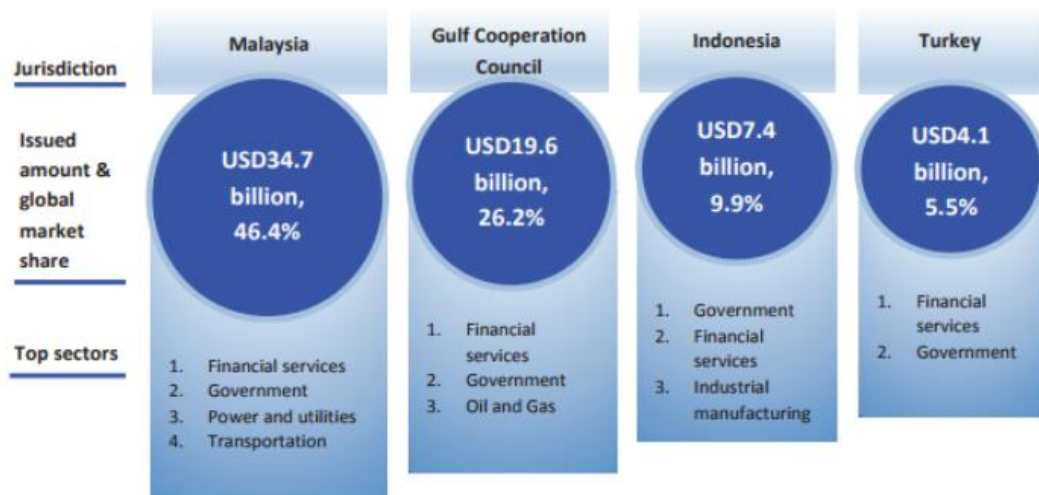 Jurisdiction
Malaysia
Gulf Cooperation
Council
Indonesia
Turkey
Issued
amount &
global
market
share
USD34.7
billion,
46.4%
USD19.6
billion,
26.2%
USD7.4
billion,
9.9%
USD4.1
billion,
5.5%
Top sectors
1. Financial services
2. Government
3. Power and utilities
4. Transportation
1. Financial
services
2. Government
3. Oil and Gas
1. Government
2. Financial
services
3. Industrial
manufacturing
1. Financial
services
2. Government